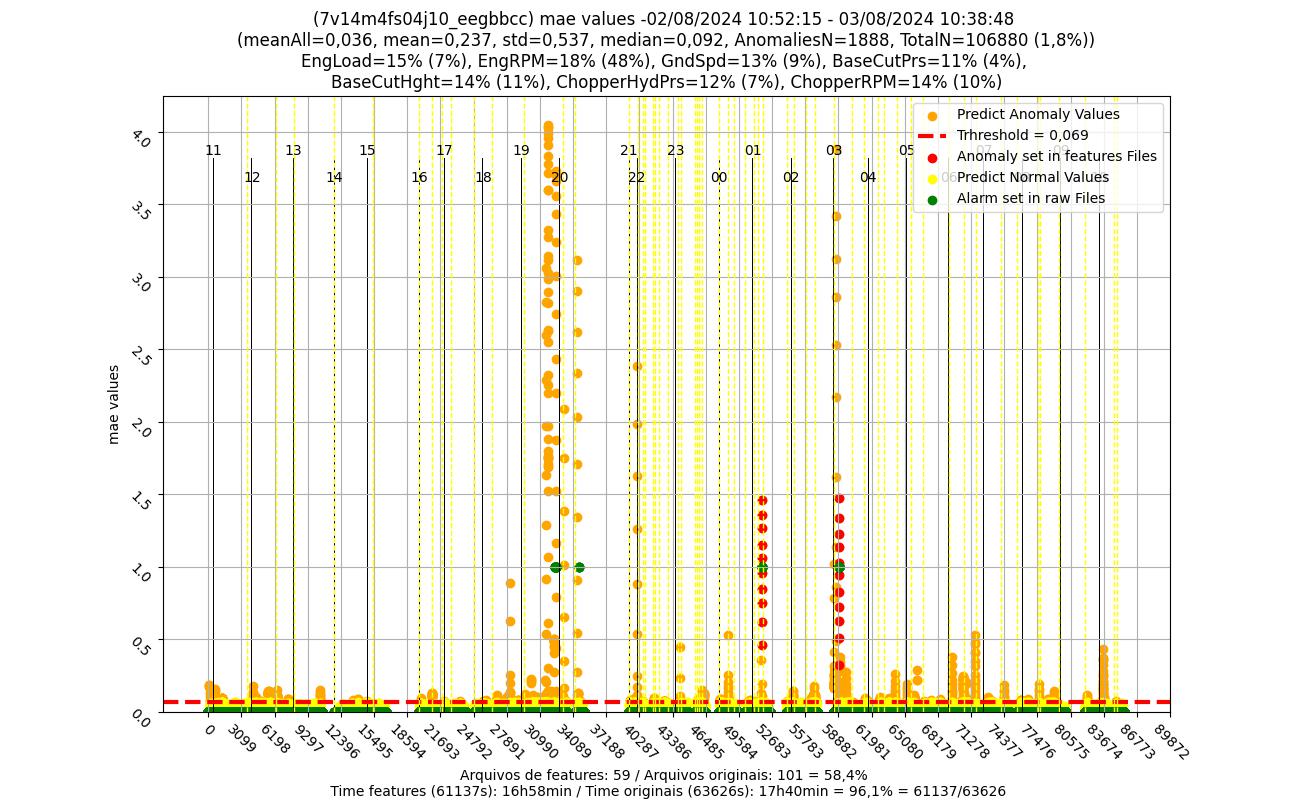 (7v14m4fs04j10_eegbbcc) mae values -02/08/2024 10:52:15 - 03/08/2024 10:38:48
(meanAll=0,036, mean=0,237, std=0,537, median=0,092, AnomaliesN=1888, TotalN=106880 (1,8%))
EngLoad=15% (7%), EngRPM=18% (48%), GndSpd=13% (9%), BaseCutPrs=11% (4%),
BaseCutHght=14% (11%), ChopperHydPrs=12% (7%), ChopperRPM=14% (10%)
Predict Anomaly Values
Trhreshold = 0,069
Anomaly set in features Files
Predict Normal Values
Alarm set in raw Files
11 13 15 17 19 21 23 01 03 05 07 09
12 14 16 18 20 22 00 02 04 06
4.0
3.5
3.0
2.5
2.0
1.5
1.0
0.5
0.0
mae values
0 3099 6198 9297 12396 15495 18594 21693 24792 27891 30990 34089 37188 40287 43386 46485 49584 52683 55783 58882 61981 65080 68179 71278 74377 77476 80575 83674 86773 89872
Arquivos de features: 59 / Arquivos originais: 101 = 58,4%
Time features (61137s): 16h58min / Time originais (63626s): 17h40min = 96,1% = 61137/63626